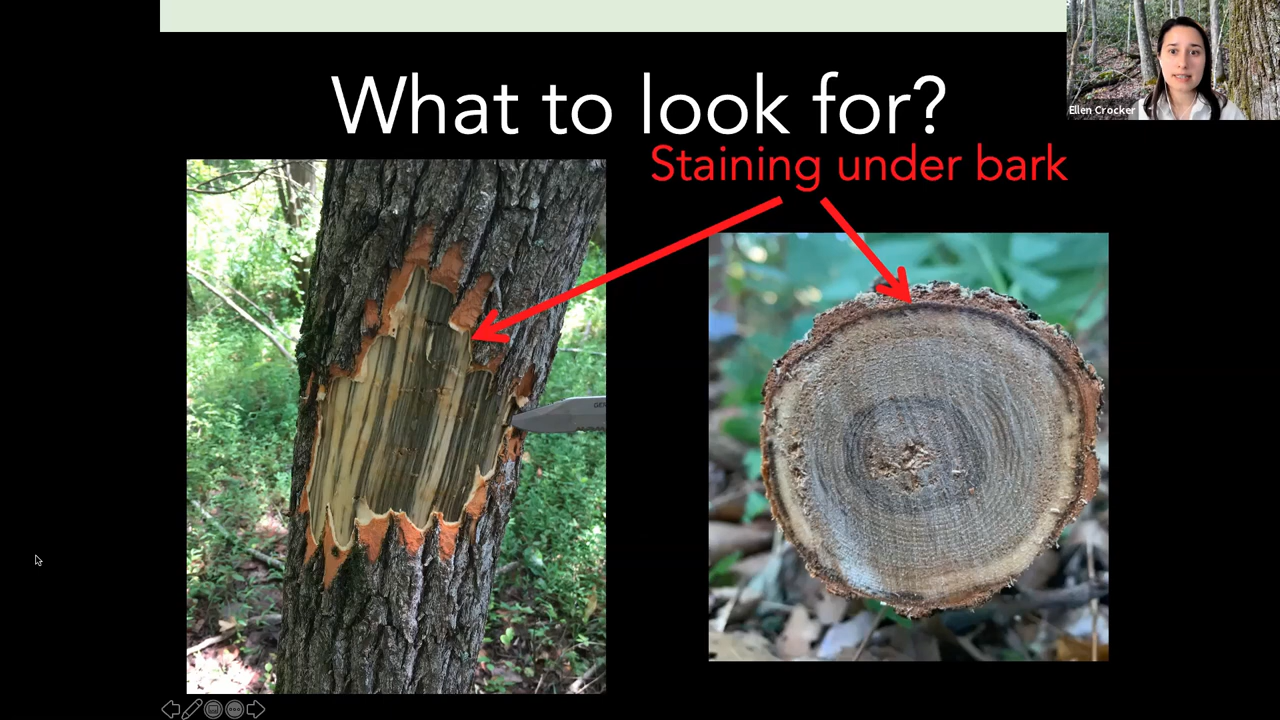 What to look for?
Staining under bark
Ellen Crocker